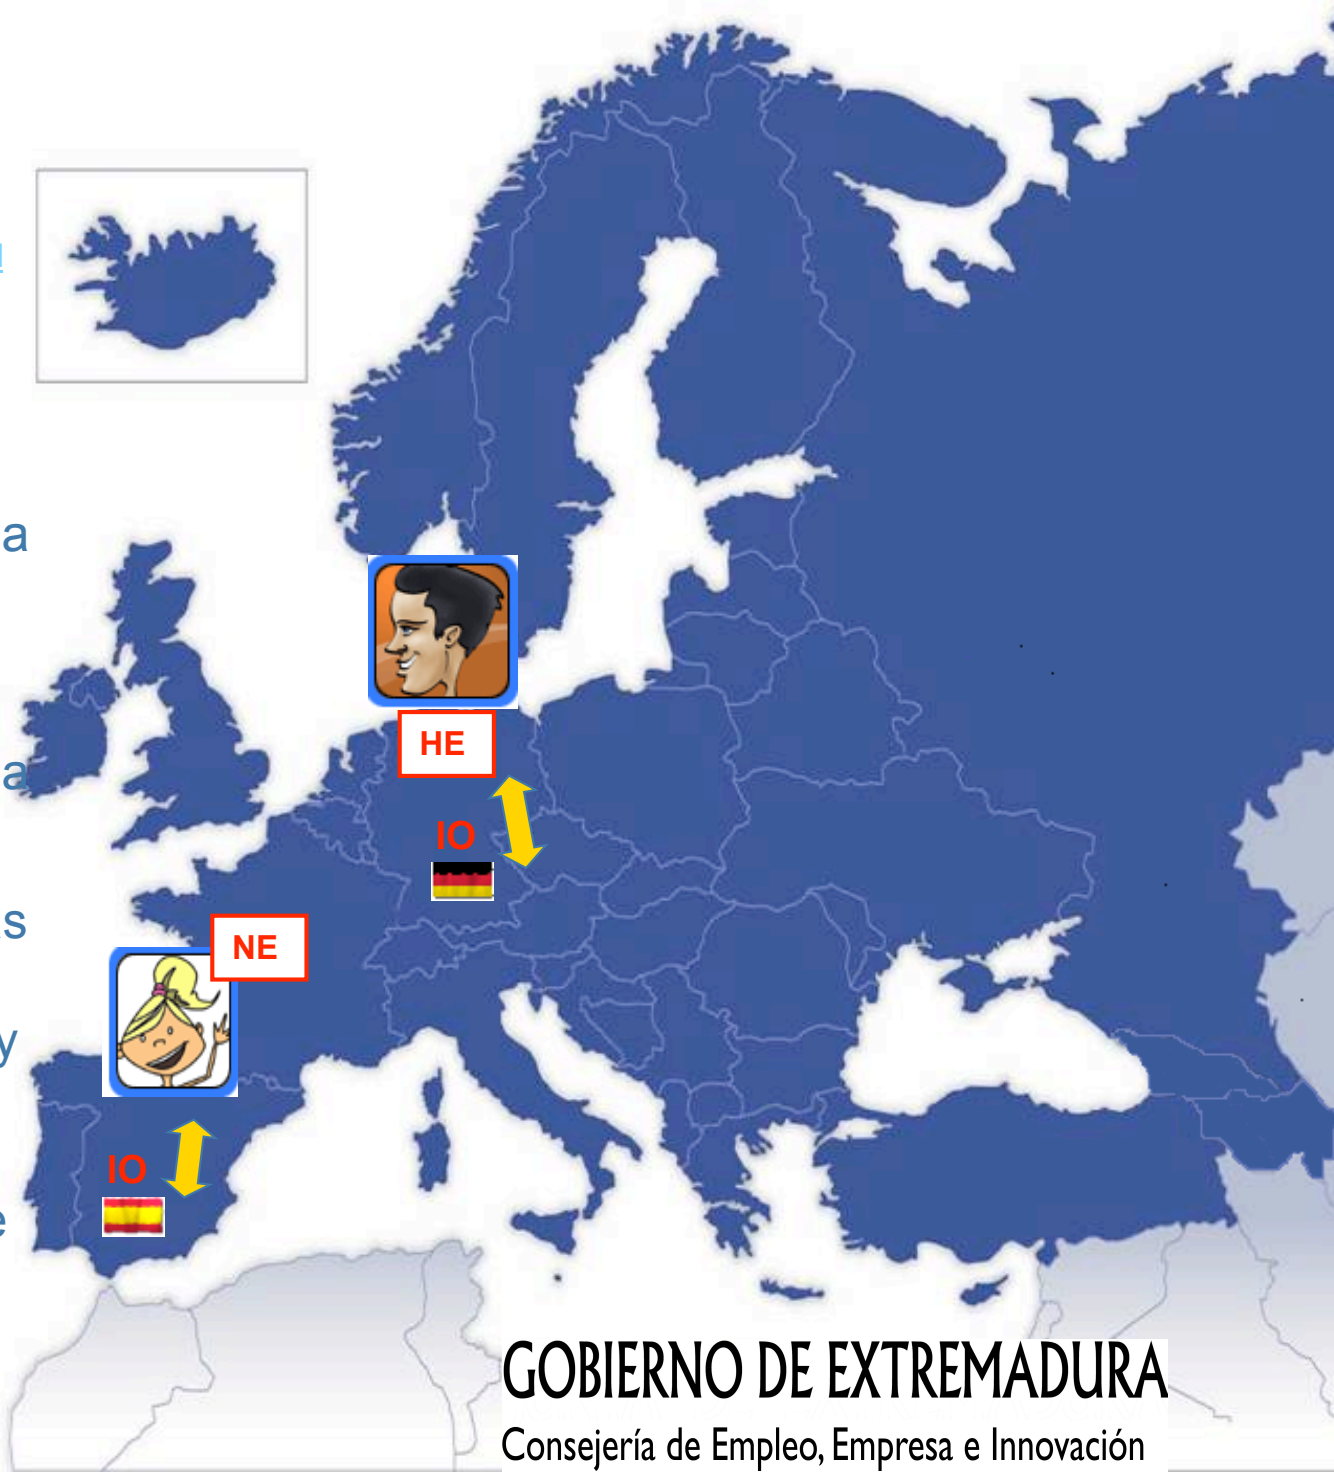 a
HE
a
IO
s
NE
y
IO
e
GOBIERNO DE EXTREMADURA
Consejería de Empleo, Empresa e Innovación